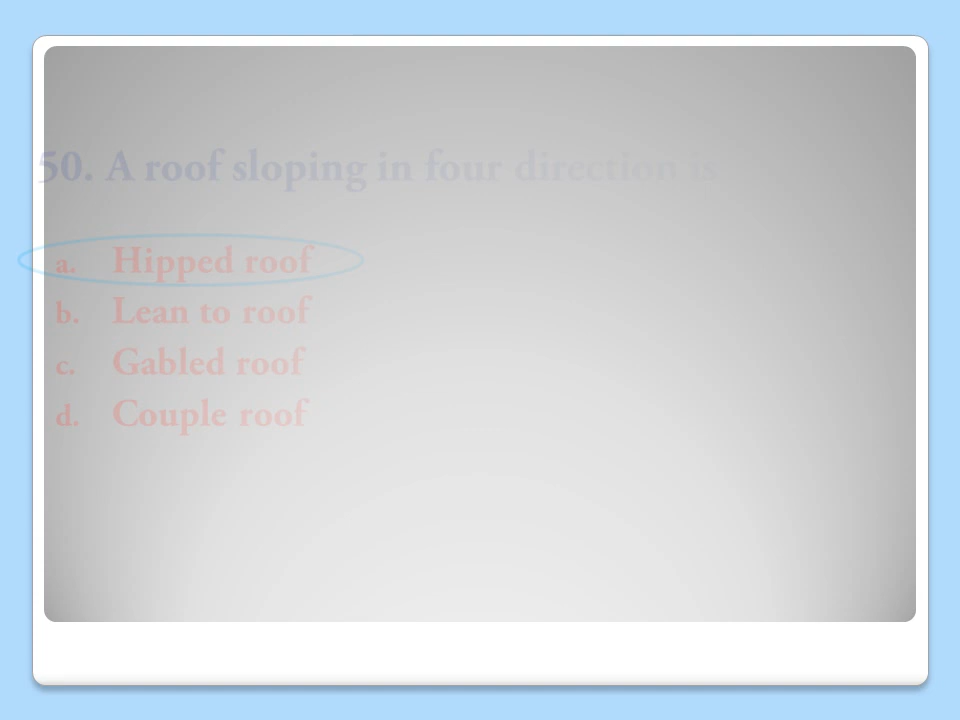 50. A roof sloping in four direction is
a. Hipped roof
b. Lean to roof
c. Gabled roof
d. Couple roof